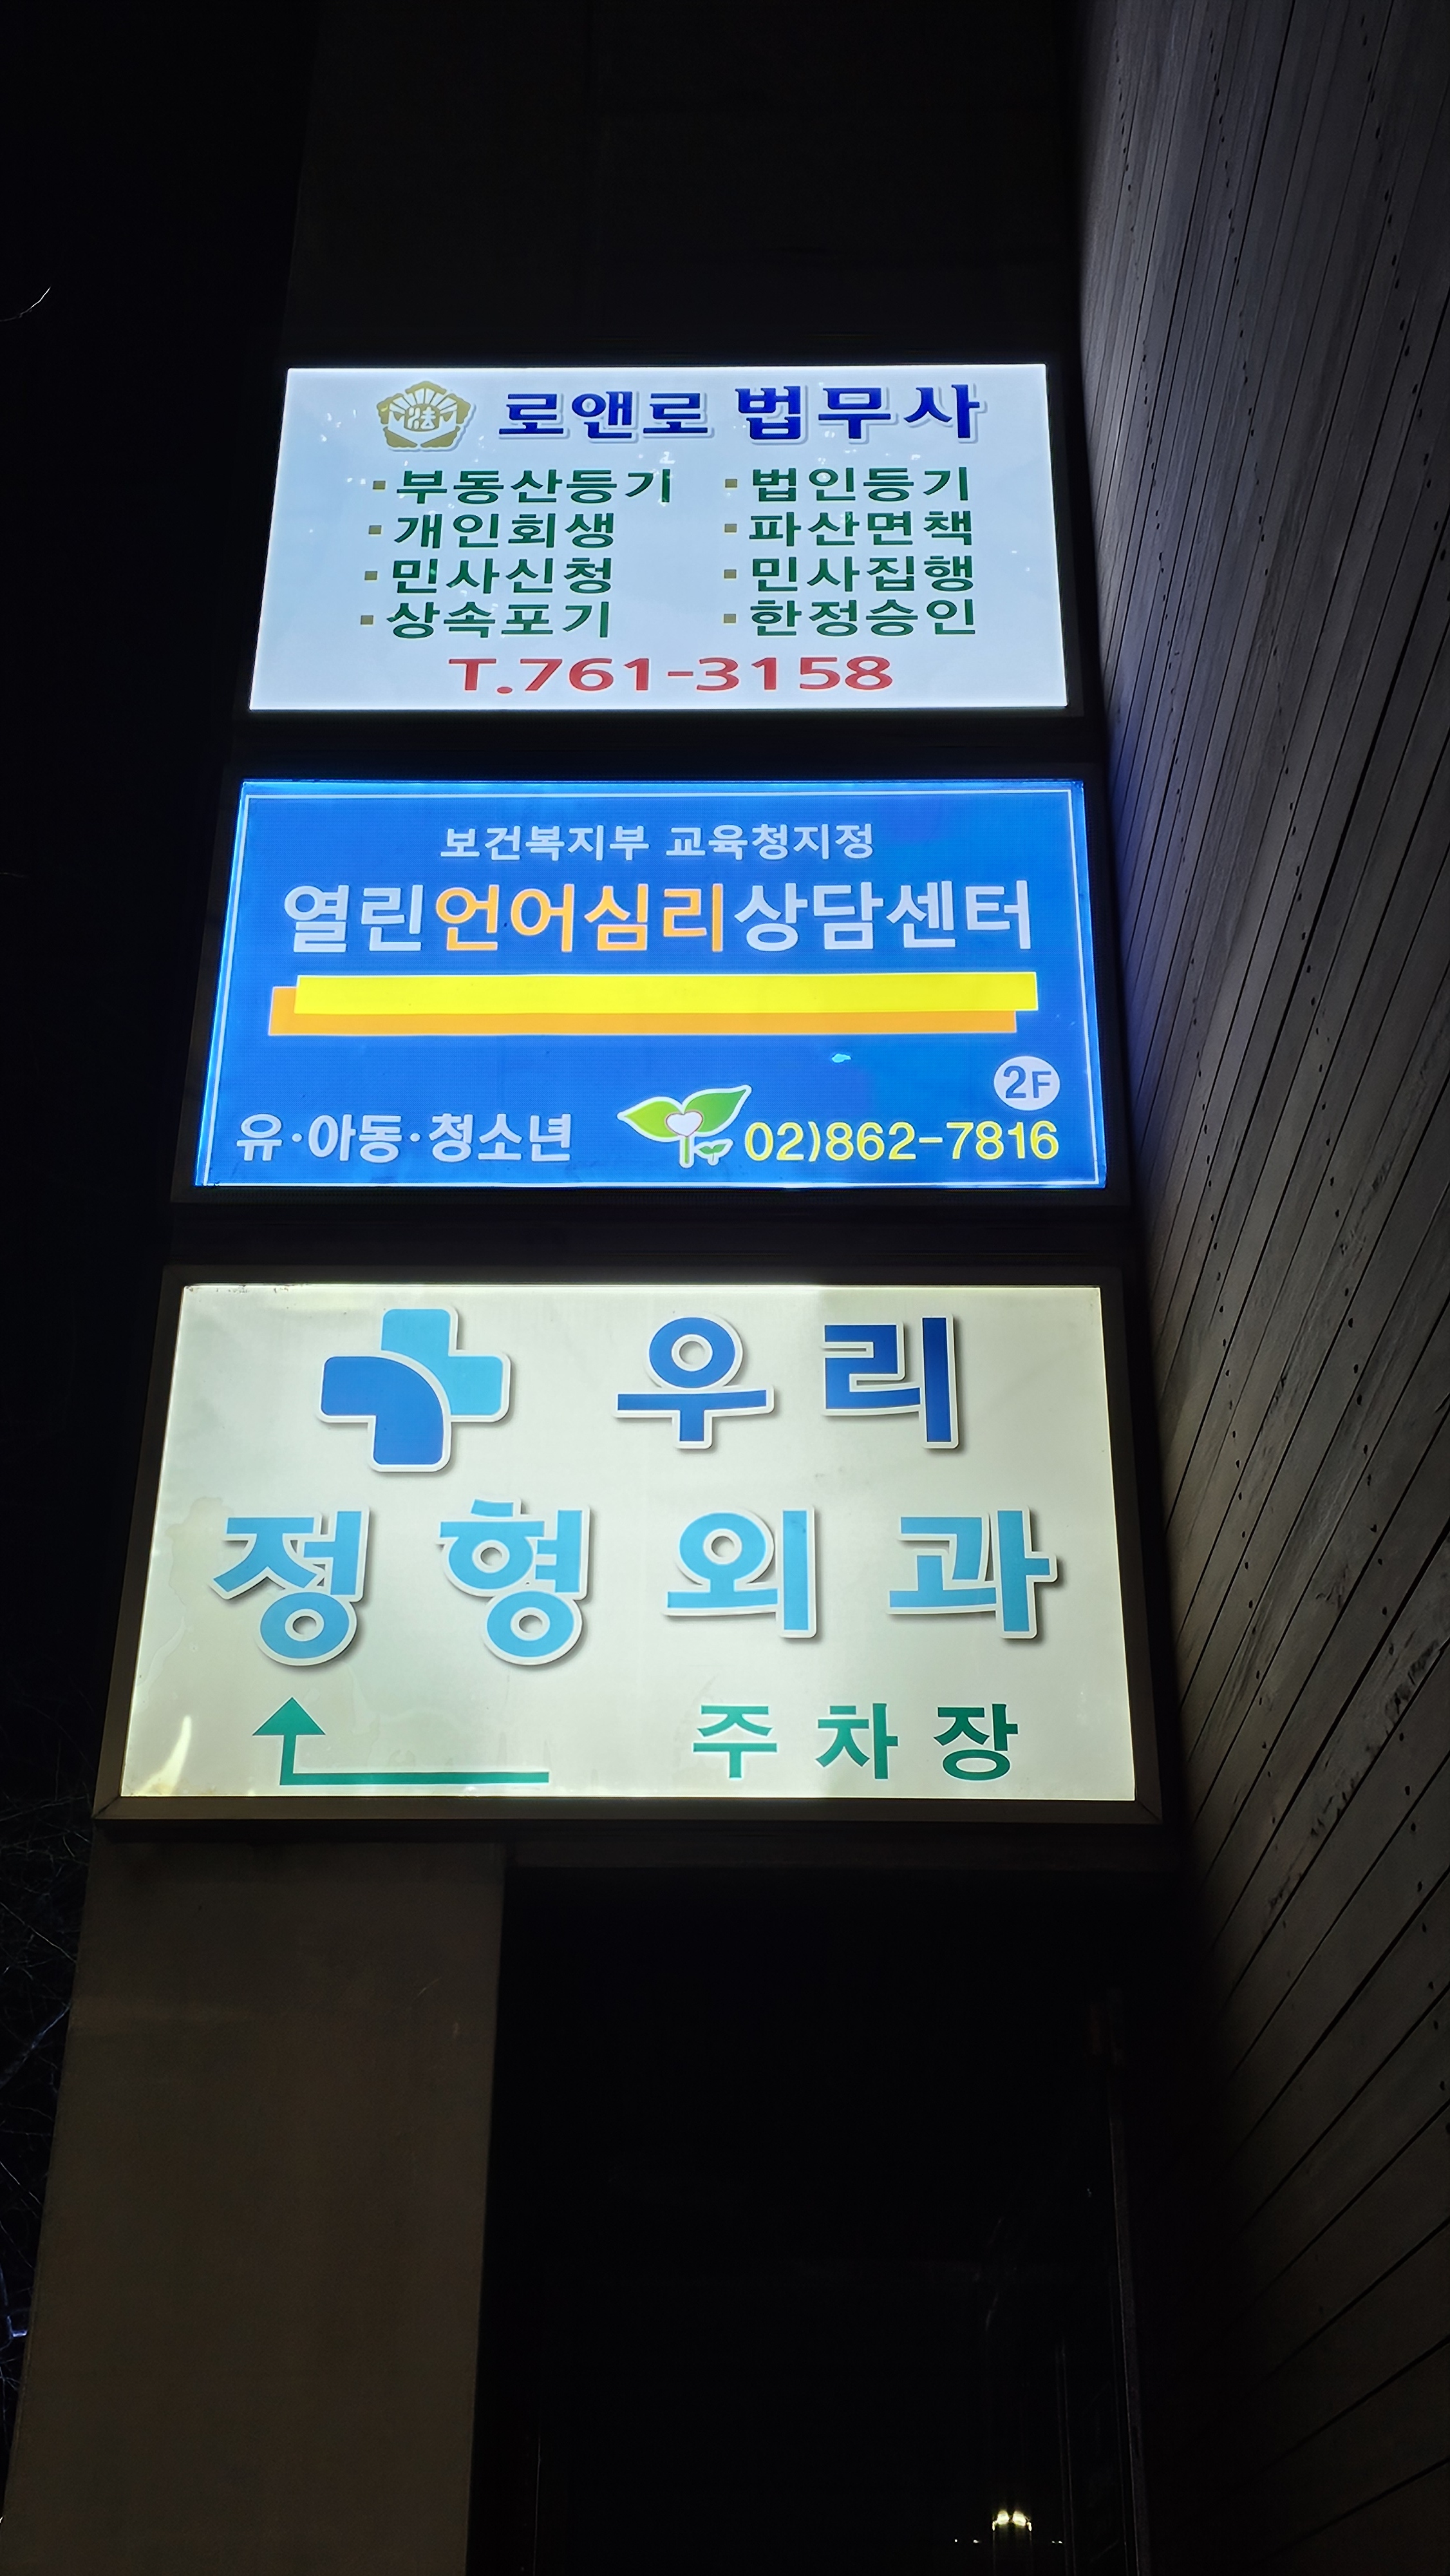 法
로앤로 법무사
▪부동산등기 ▪법인등기
▪개인회생 ▪파산면책
▪민사신청 ▪민사집행
▪상속포기 ▪한정승인
T.761-3158
보건복지부 교육청지정
열린언어심리상담센터
2F
유·아동·청소년 02)862-7816
우리
정형외과
주차장